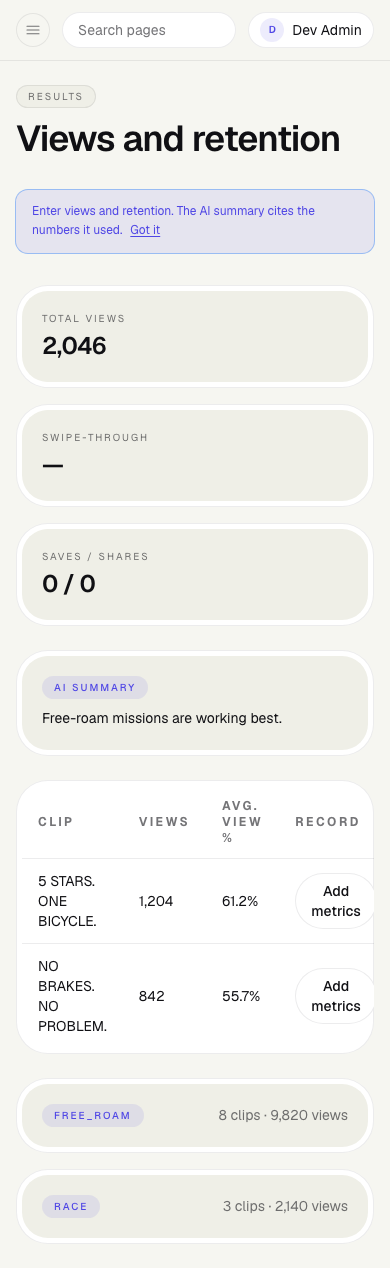 Search pages
D Dev Admin
RESULTS
Views and retention
Enter views and retention. The AI summary cites the
numbers it used. Got it
TOTAL VIEWS
2,046
SWIPE-THROUGH
—
SAVES / SHARES
0 / 0
AI SUMMARY
Free-roam missions are working best.
CLIP VIEWS AVG. VIEW % RECORD
5 STARS.
ONE
BICYCLE.
1,204
61.2%
Add
metrics
NO
BRAKES.
NO
PROBLEM.
842
55.7%
Add
metrics
FREE_ROAM 8 clips · 9,820 views
RACE 3 clips · 2,140 views